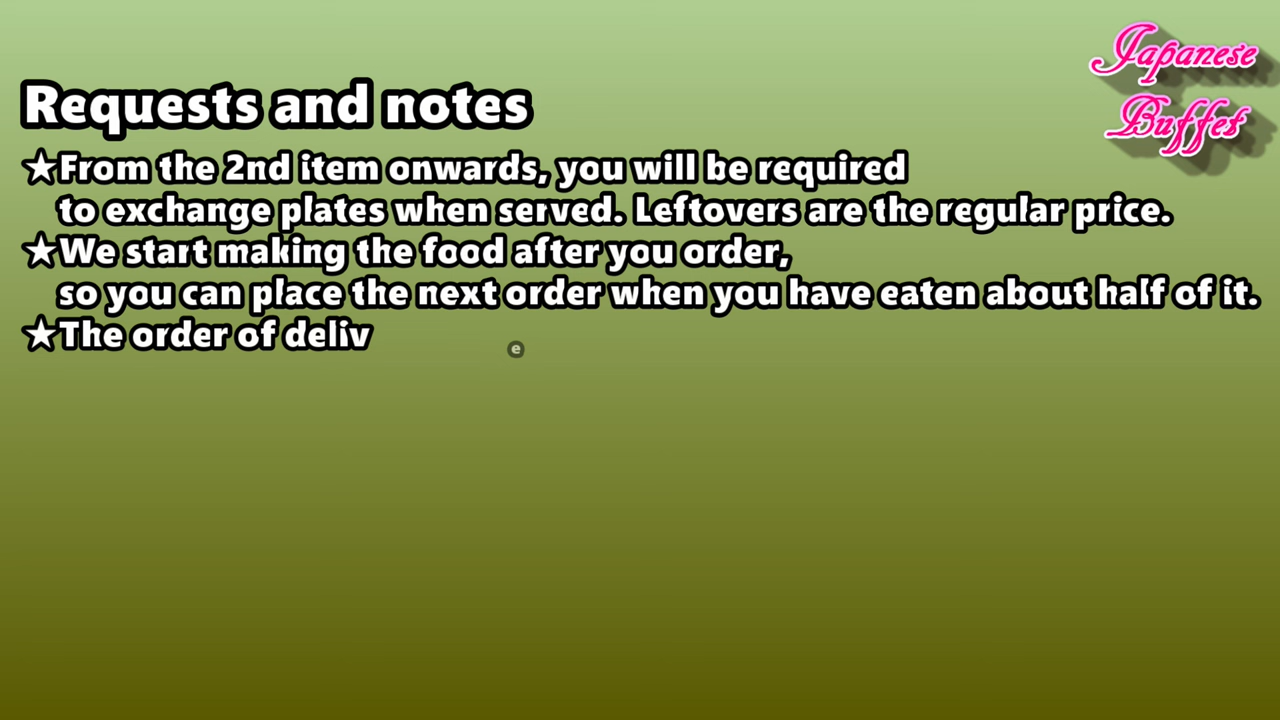 Japanese
Buffet
Requests and notes
★From the 2nd item onwards, you will be required
to exchange plates when served. Leftovers are the regular price.
★We start making the food after you order,
so you can place the next order when you have eaten about half of it.
★The order of deliv e